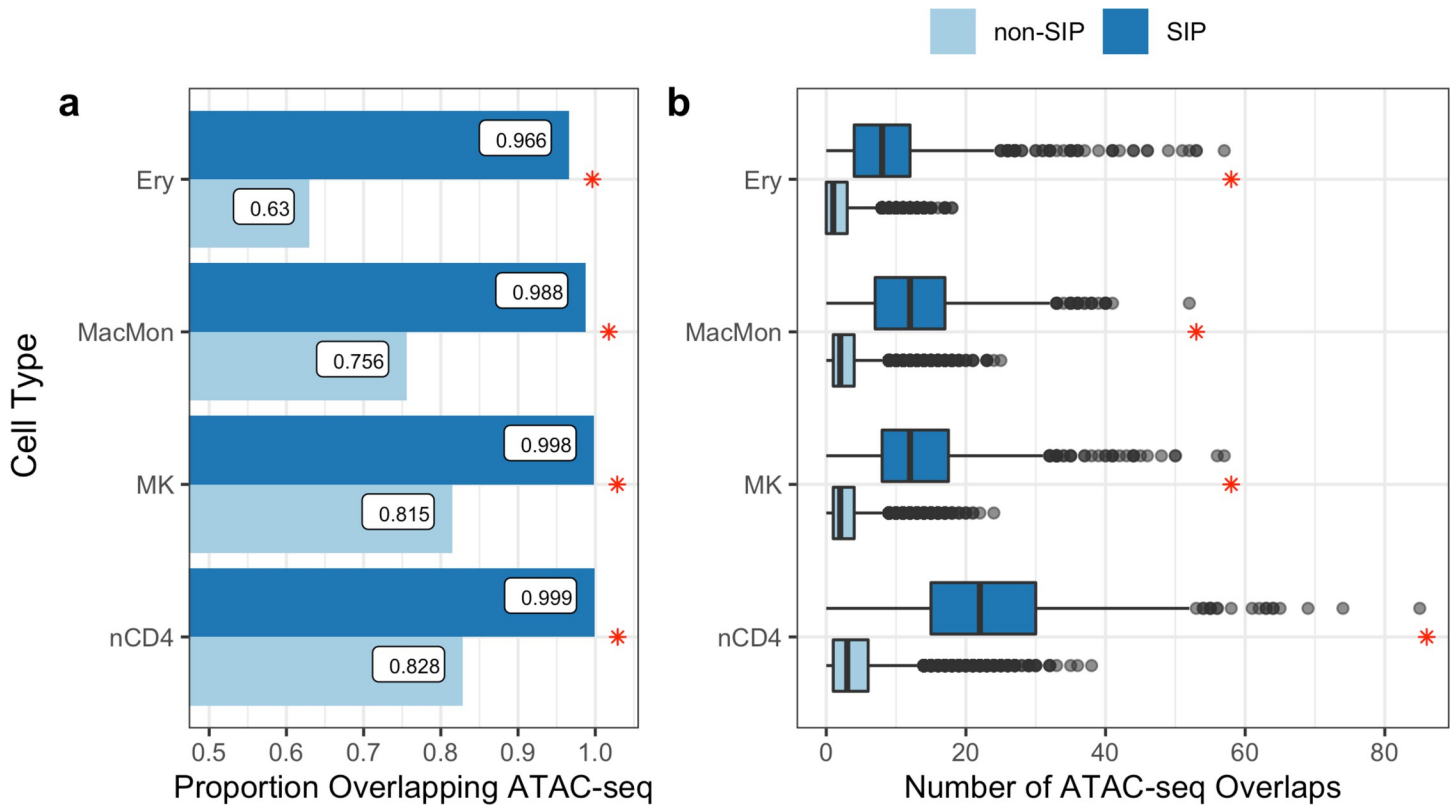 non-SIP
SIP
a
b
Cell Type
Ery
0.966
0.63
MacMon
0.988
0.756
MK
0.998
0.815
nCD4
0.999
0.828
0.5 0.6 0.7 0.8 0.9 1.0
Proportion Overlapping ATAC-seq
Ery
MacMon
MK
nCD4
0 20 40 60 80
Number of ATAC-seq Overlaps